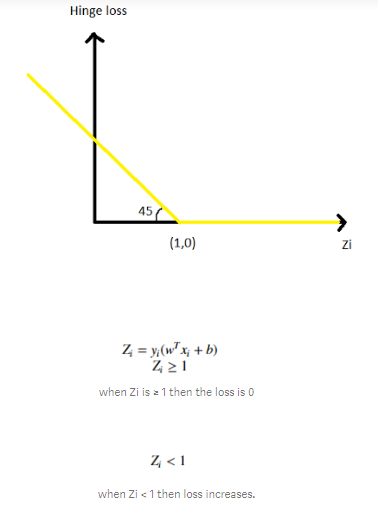 Hinge loss
45
(1,0)
Zi
Zᵢ = yᵢ(wᵀxᵢ + b)
Zᵢ ≥ 1
when Zi is ≥ 1 then the loss is 0
Zᵢ < 1
when Zi < 1 then loss increases.